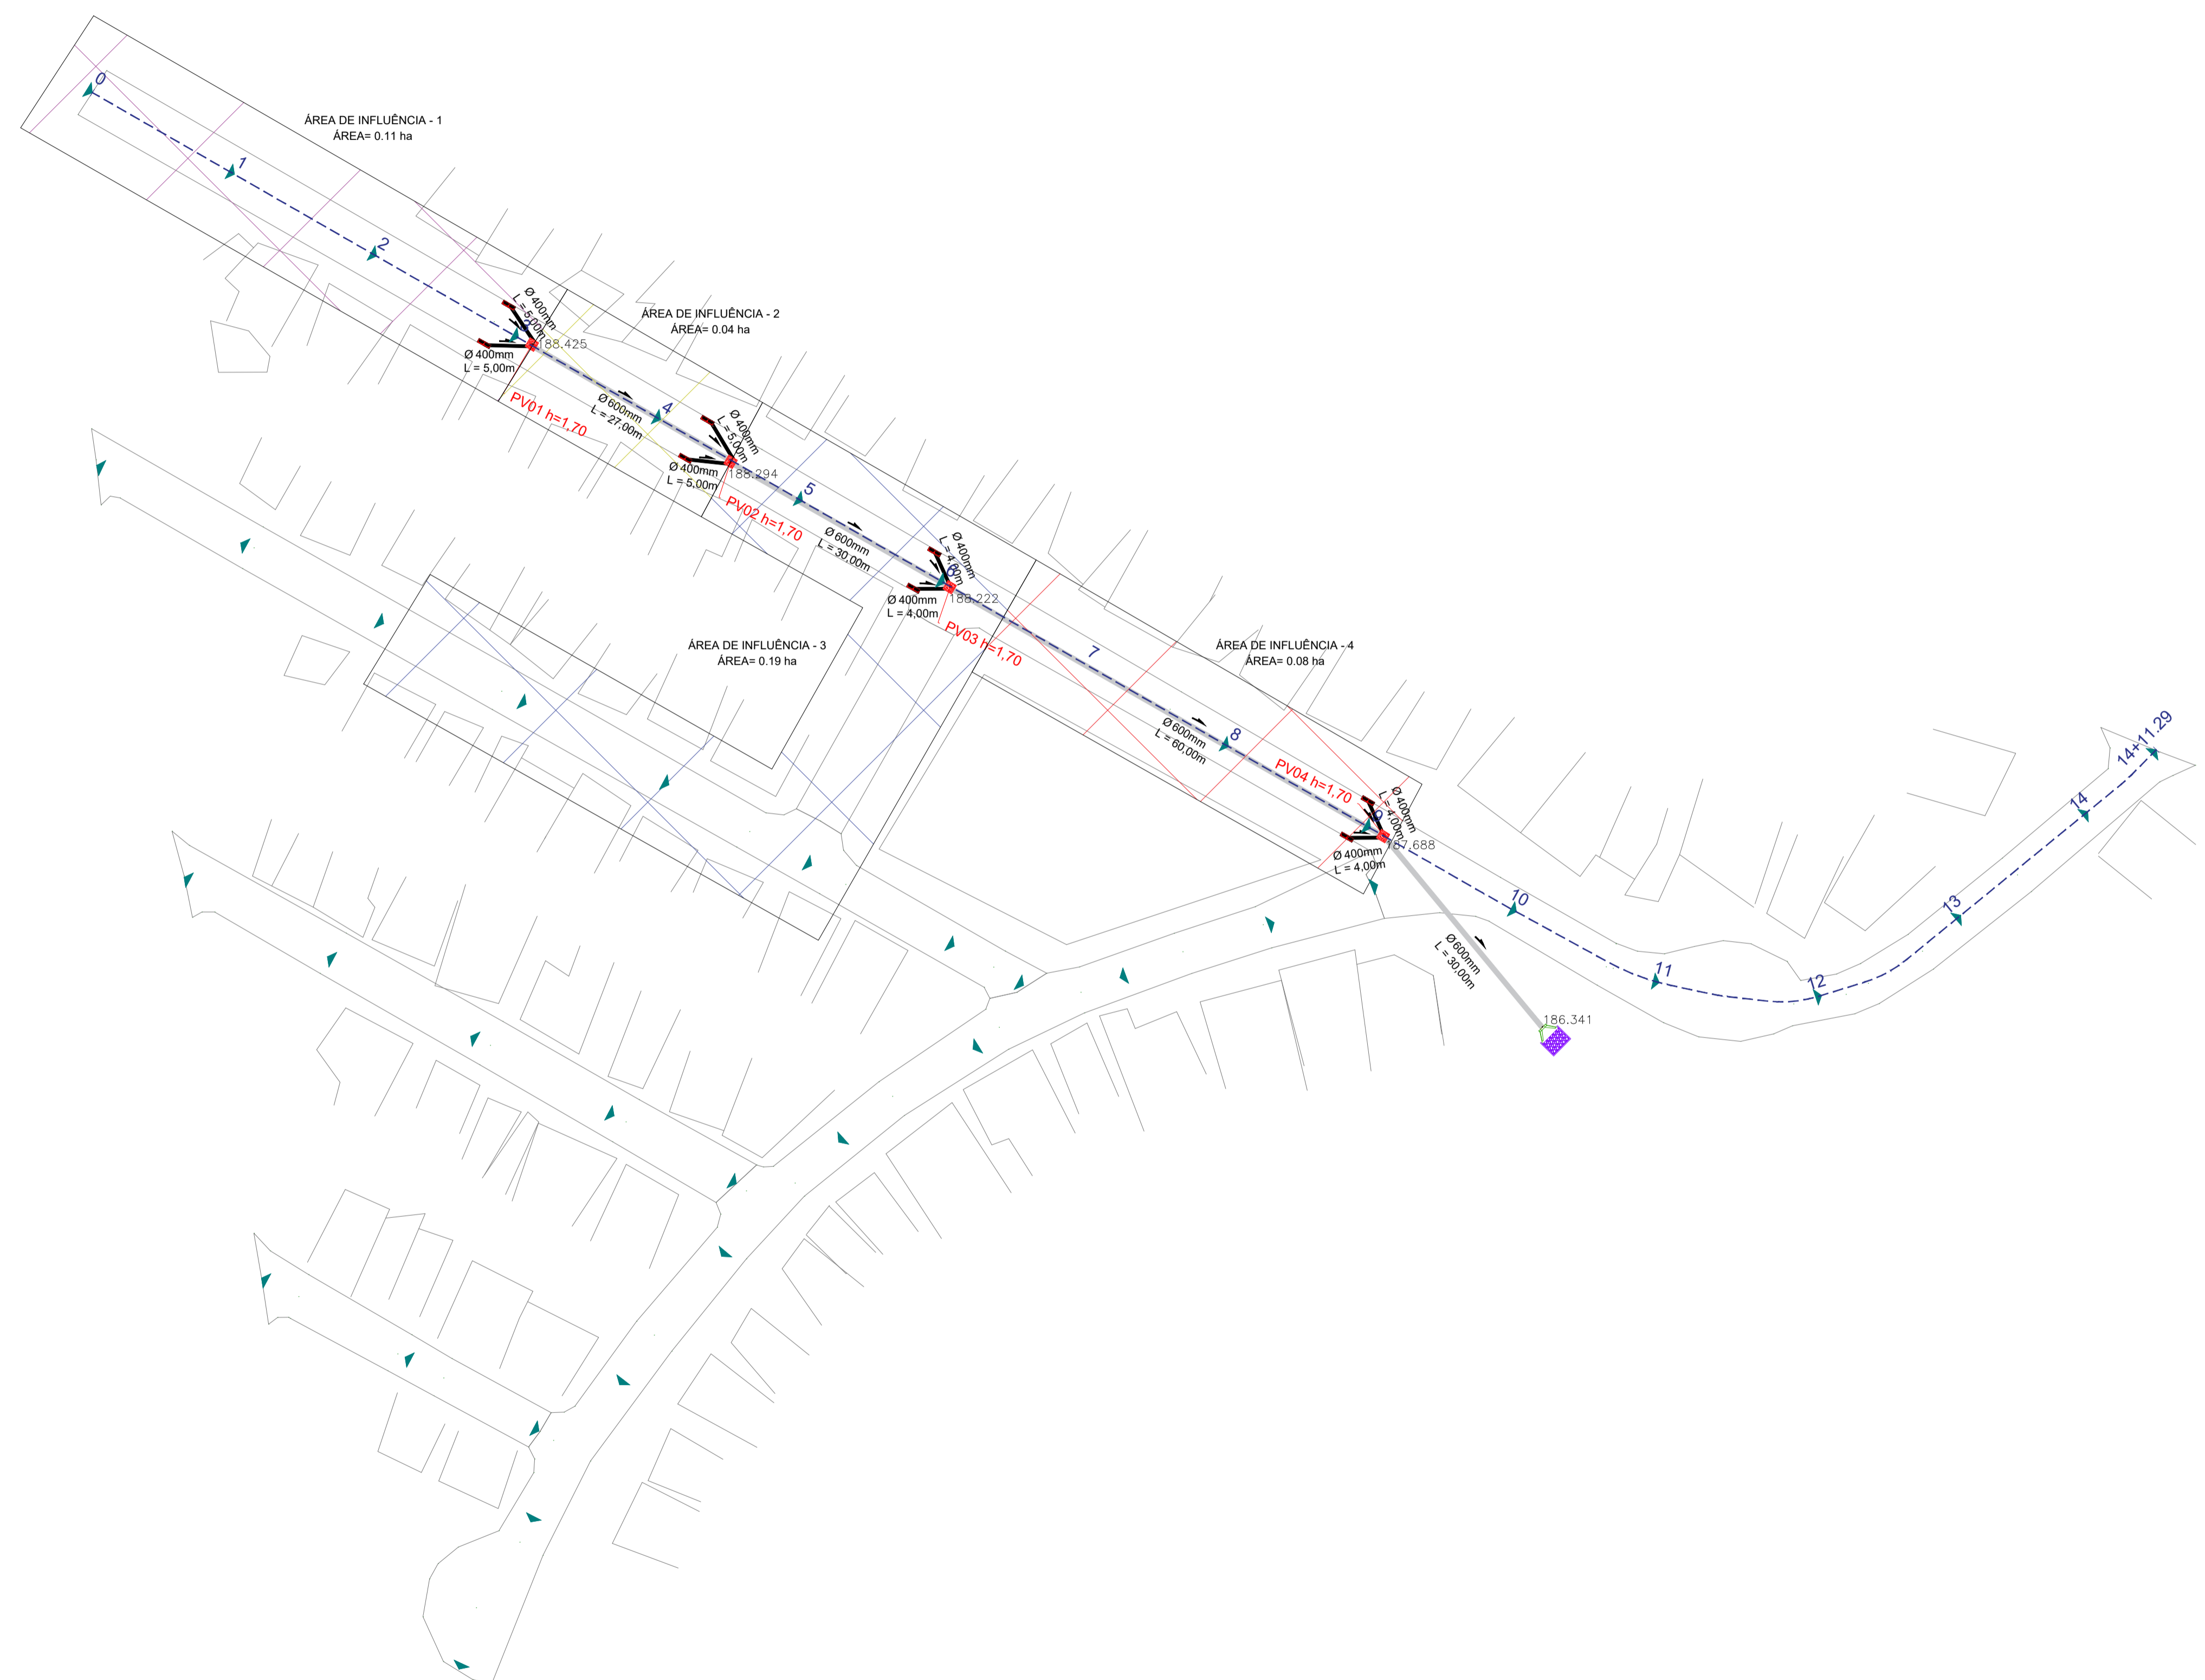 0
ÁREA DE INFLUÊNCIA - 1
ÁREA= 0.11 ha
1
2
Ø 400mm
L = 5,00m
3
188.425
Ø 400mm
L = 5,00m
ÁREA DE INFLUÊNCIA - 2
ÁREA= 0.04 ha
PV01 h=1,70
Ø 600mm
L = 27,00m
4
Ø 400mm
L = 5,00m
188.294
Ø 400mm
L = 5,00m
PV02 h=1,70
5
Ø 600mm
L = 30,00m
Ø 400mm
L = 4,00m
6
188.222
Ø 400mm
L = 4,00m
PV03 h=1,70
ÁREA DE INFLUÊNCIA - 3
ÁREA= 0.19 ha
7
ÁREA DE INFLUÊNCIA - 4
ÁREA= 0.08 ha
Ø 600mm
L = 60,00m
8
PV04 h=1,70
Ø 400mm
L = 4,00m
9
187.688
Ø 400mm
L = 4,00m
Ø 600mm
L = 30,00m
186.341
10
11
12
13
14
14+11.29